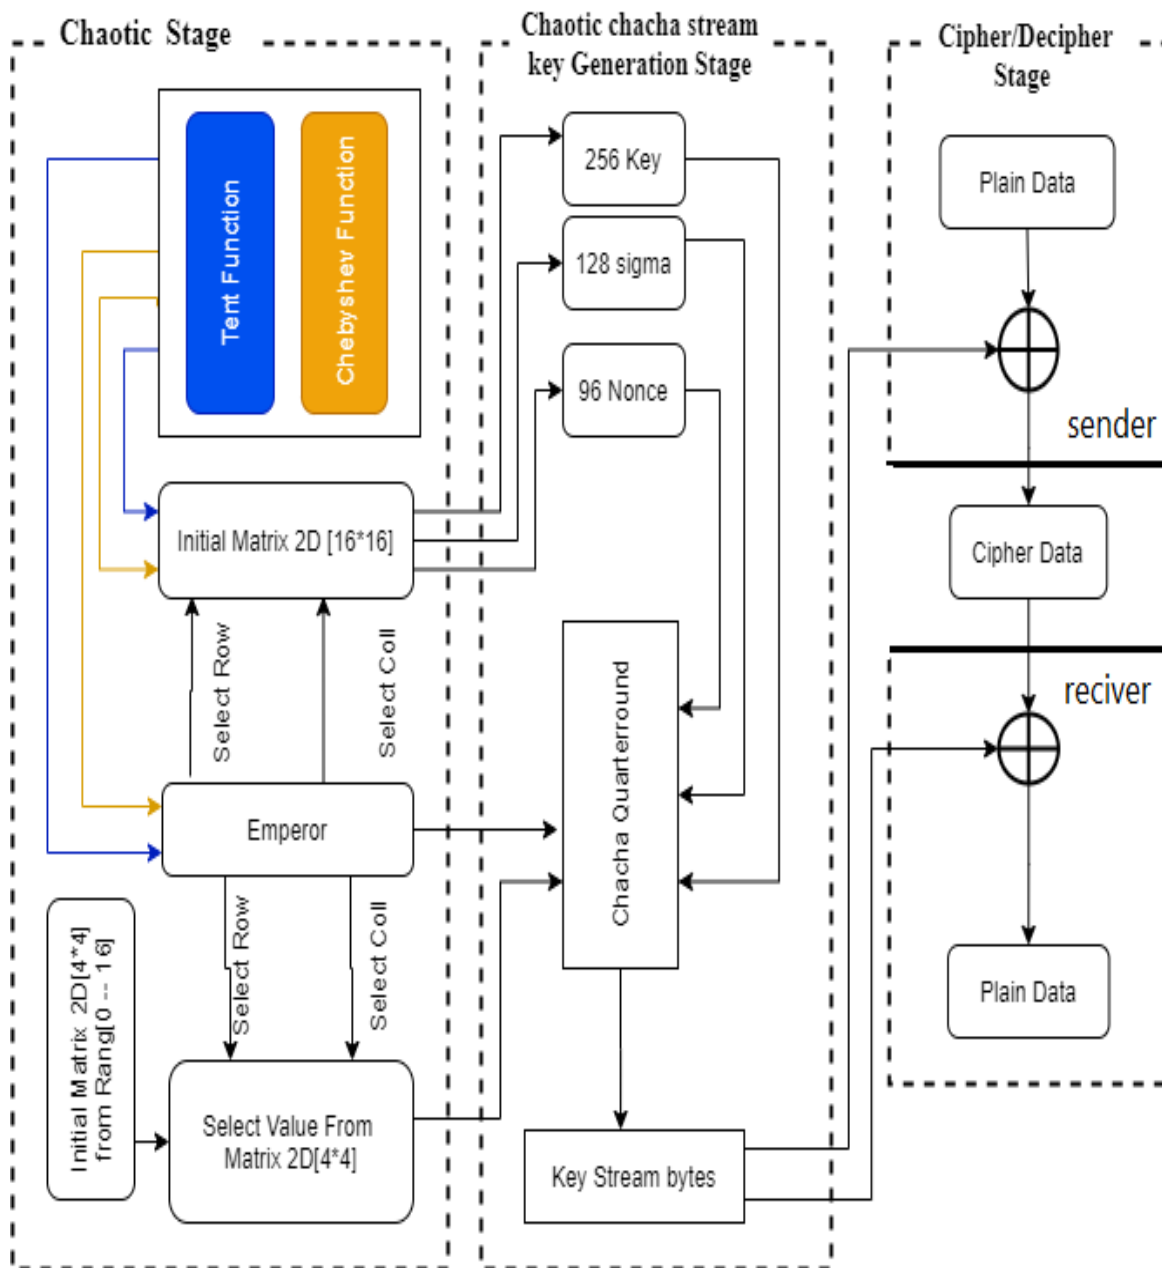 Chaotic Stage
Tent Function
Chebyshev Function
Initial Matrix 2D [16*16]
Select Row
Select Coll
Emperor
Select Row
Select Coll
Initial Matrix 2D[4*4]
from Rang[0 -- 16]
Select Value From
Matrix 2D[4*4]
Chaotic chacha stream
key Generation Stage
256 Key
128 sigma
96 Nonce
Chacha Quarterround
Key Stream bytes
Cipher/Decipher
Stage
Plain Data
sender
Cipher Data
reciver
Plain Data